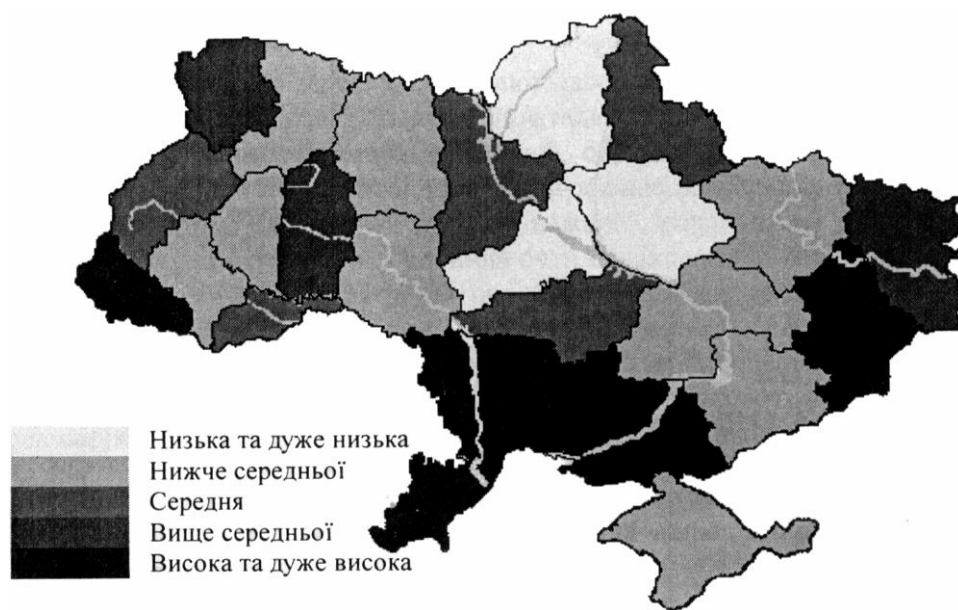 Низька та дуже низька
Нижче середньої
Середня
Вище середньої
Висока та дуже висока